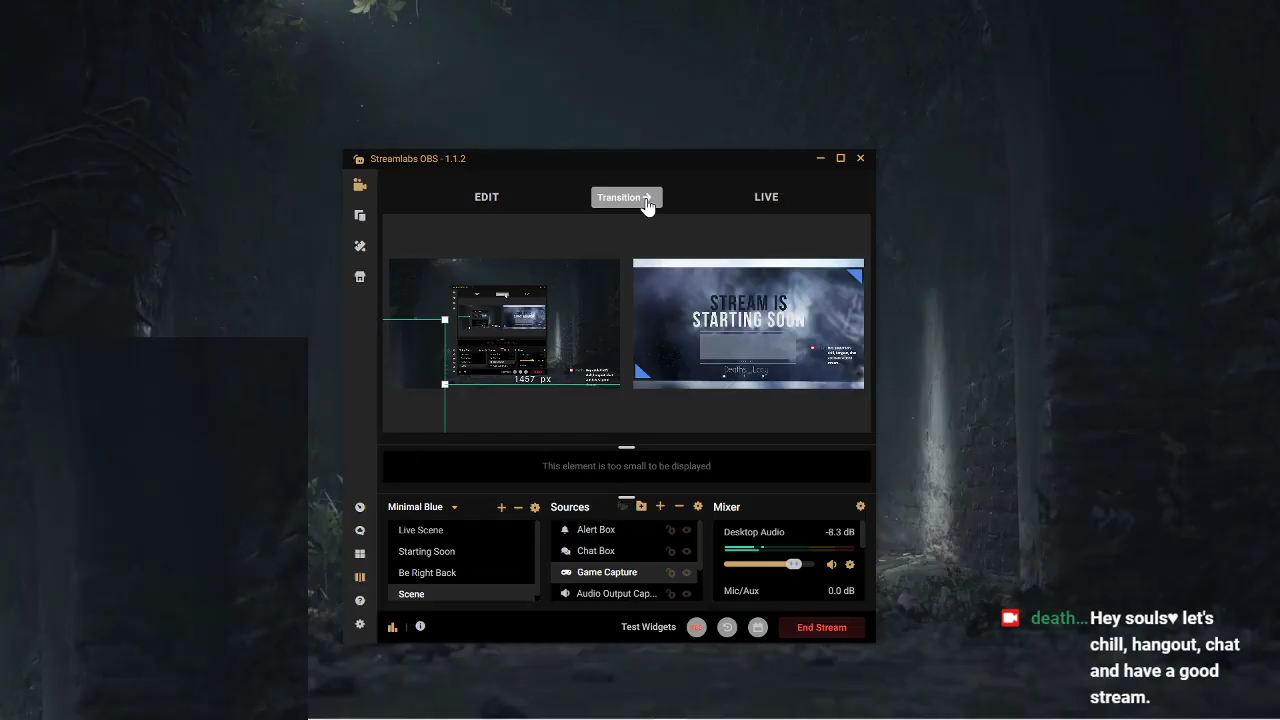 Streamlabs OBS - 1.1.2
EDIT
Transition
LIVE
1457 px
STREAM IS
STARTING SOON
Deaths_Lady
This element is too small to be displayed
Minimal Blue
Sources
Mixer
Live Scene
Starting Soon
Be Right Back
Scene
Alert Box
Chat Box
Game Capture
Audio Output Cap...
Desktop Audio
-8.3 dB
Mic/Aux
0.0 dB
Test Widgets
End Stream
death... Hey souls♥ let's
chill, hangout, chat
and have a good
stream.